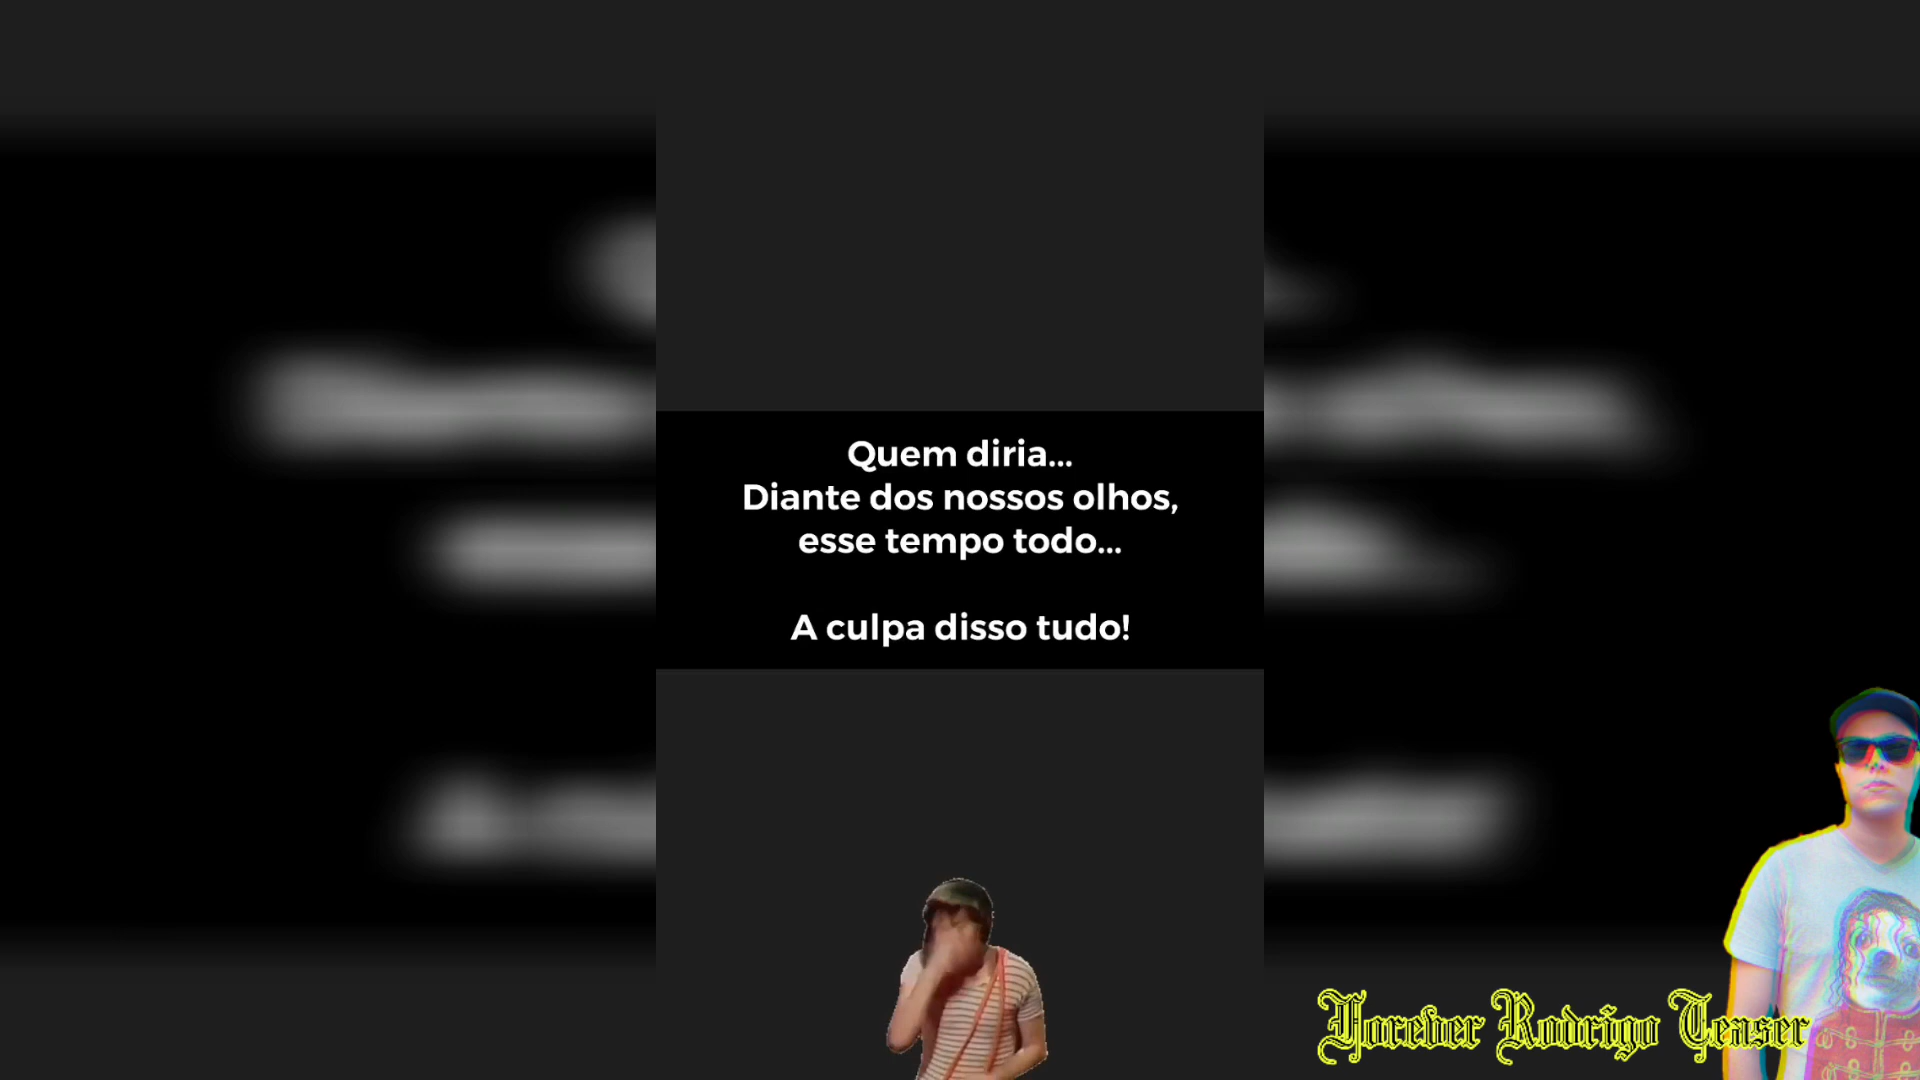 Quem diria...
Diante dos nossos olhos,
esse tempo todo...
A culpa disso tudo!
Forever Rodrigo Teaser